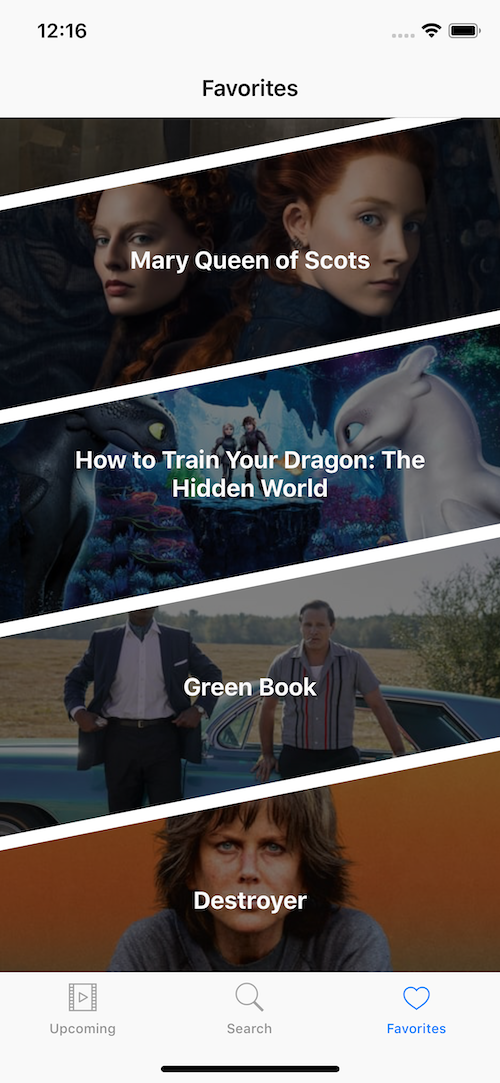 12:16
Favorites
Mary Queen of Scots
How to Train Your Dragon: The
Hidden World
Green Book
Destroyer
Upcoming
Search
Favorites